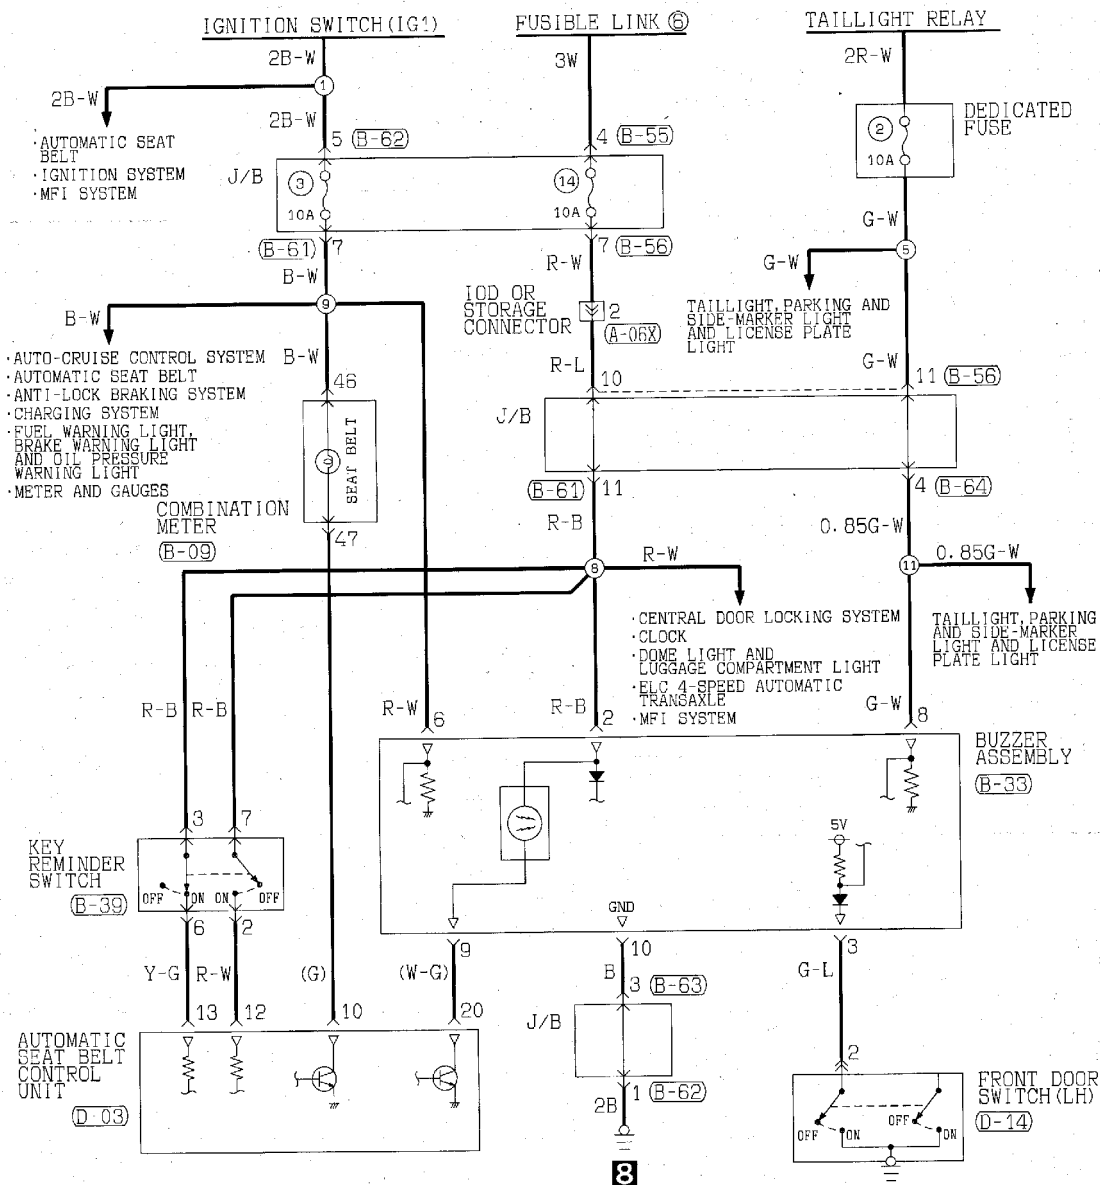 IGNITION SWITCH(IG1)
FUSIBLE LINK ⑥
TAILLIGHT RELAY
2B-W
3W
2R-W
1
2B-W
2B-W
DEDICATED
FUSE
2
10A
5 (B-62)
4 (B-55)
·AUTOMATIC SEAT
BELT
·IGNITION SYSTEM
·MFI SYSTEM
J/B
3
10A
14
10A
G-W
(B-61) 7
7 (B-56)
B-W
R-W
G-W
5
9
IOD OR
STORAGE
CONNECTOR
2
(A-06X)
TAILLIGHT,PARKING AND
SIDE-MARKER LIGHT
AND LICENSE PLATE
LIGHT
B-W
B-W
R-L
G-W
·AUTO-CRUISE CONTROL SYSTEM
·AUTOMATIC SEAT BELT
·ANTI-LOCK BRAKING SYSTEM
·CHARGING SYSTEM
·FUEL WARNING LIGHT,
BRAKE WARNING LIGHT
AND OIL PRESSURE
WARNING LIGHT
·METER AND GAUGES
46
10
11 (B-56)
J/B
SEAT BELT
COMBINATION
METER
(B-09)
47
(B-61) 11
4 (B-64)
R-B
0.85G-W
8
R-W
11
0.85G-W
·CENTRAL DOOR LOCKING SYSTEM
·CLOCK
·DOME LIGHT AND
LUGGAGE COMPARTMENT LIGHT
·ELC 4-SPEED AUTOMATIC
TRANSAXLE
·MFI SYSTEM
TAILLIGHT,PARKING
AND SIDE-MARKER
LIGHT AND LICENSE
PLATE LIGHT
R-B
R-B
R-W
6
R-B
2
G-W
8
BUZZER
ASSEMBLY
(B-33)
5V
3
7
KEY
REMINDER
SWITCH
(B-39)
OFF
ON
ON
OFF
GND
6
2
9
10
3
Y-G
R-W
(G)
(W-G)
B
G-L
3 (B-63)
13
12
10
20
J/B
AUTOMATIC
SEAT BELT
CONTROL
UNIT
(D-03)
2
1 (B-62)
2B
FRONT DOOR
SWITCH(LH)
(D-14)
OFF
ON
OFF
ON
8